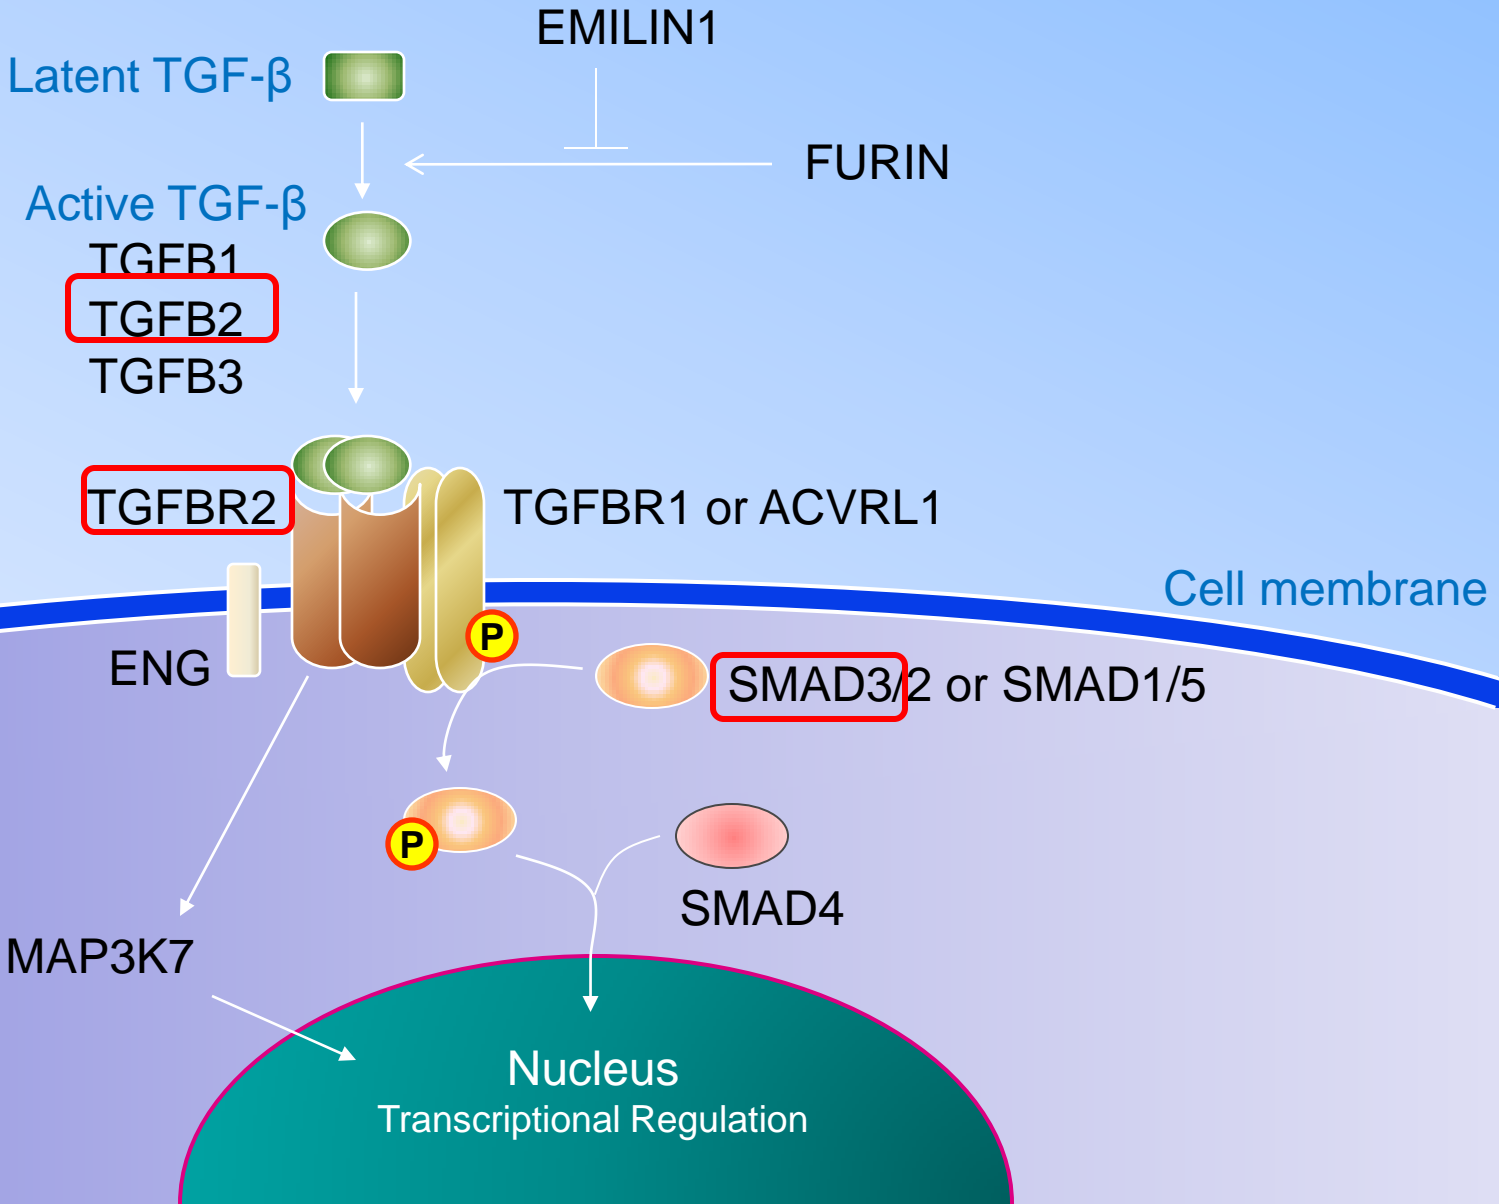 EMILIN1
Latent TGF-β
FURIN
Active TGF-β
TGFB1
TGFB2
TGFB3
TGFBR2
TGFBR1 or ACVRL1
Cell membrane
P
ENG
SMAD3/2 or SMAD1/5
P
SMAD4
MAP3K7
Nucleus
Transcriptional Regulation